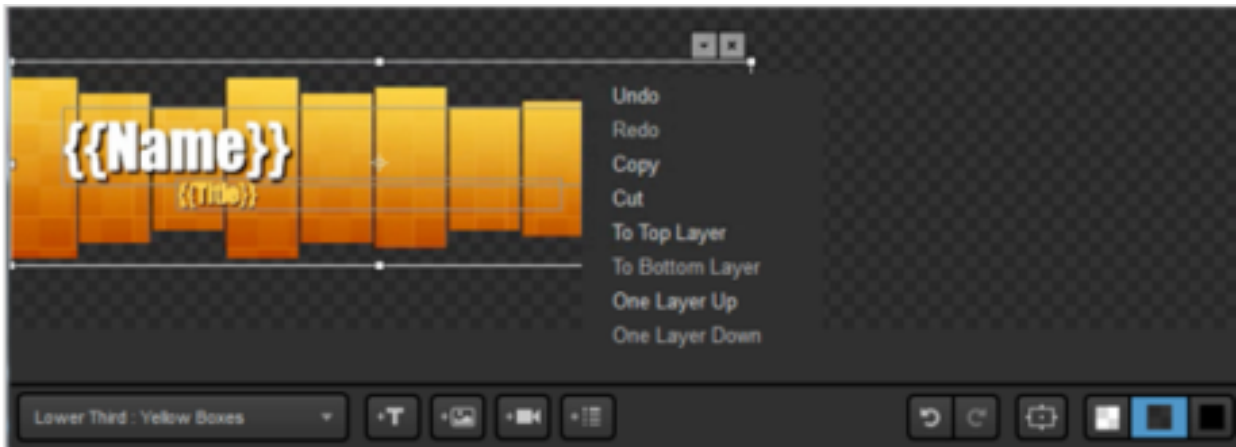 {{Name}}
{{Title}}
Undo
Redo
Copy
Cut
To Top Layer
To Bottom Layer
One Layer Up
One Layer Down
Lower Third : Yellow Boxes
+T